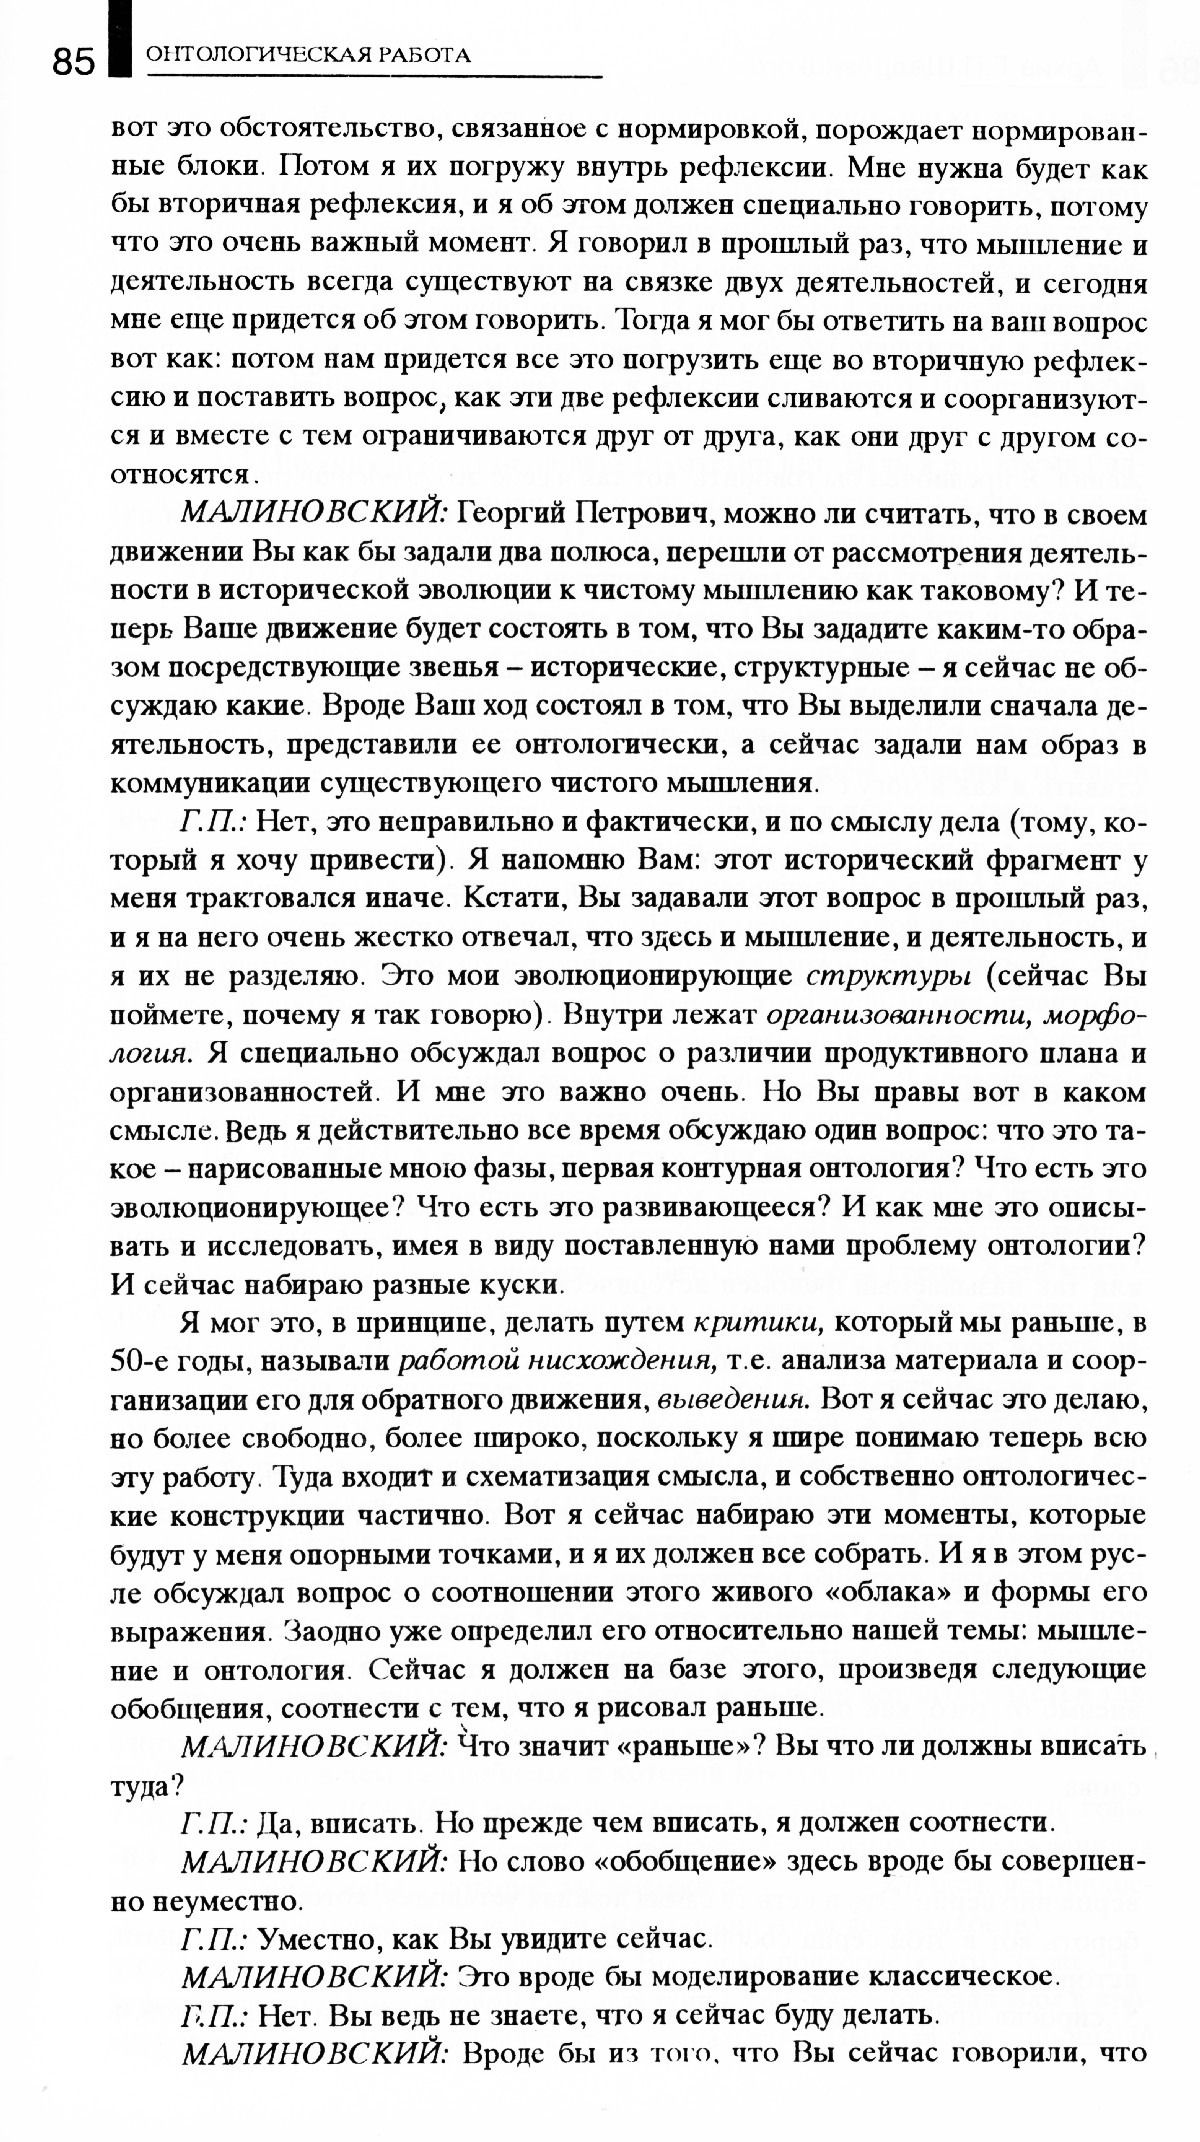 85
ОНТОЛОГИЧЕСКАЯ РАБОТА
вот это обстоятельство, связанное с нормировкой, порождает нормирован-
ные блоки. Потом я их погружу внутрь рефлексии. Мне нужна будет как
бы вторичная рефлексия, и я об этом должен специально говорить, потому
что это очень важный момент. Я говорил в прошлый раз, что мышление и
деятельность всегда существуют на связке двух деятельностей, и сегодня
мне еще придется об этом говорить. Тогда я мог бы ответить на ваш вопрос
вот как: потом нам придется все это погрузить еще во вторичную рефлек-
сию и поставить вопрос, как эти две рефлексии сливаются и соорганизуют-
ся и вместе с тем ограничиваются друг от друга, как они друг с другом со-
относятся.
МАЛИНОВСКИЙ: Георгий Петрович, можно ли считать, что в своем
движении Вы как бы задали два полюса, перешли от рассмотрения деятель-
ности в исторической эволюции к чистому мышлению как таковому? И те-
перь Ваше движение будет состоять в том, что Вы зададите каким-то обра-
зом посредствующие звенья – исторические, структурные – я сейчас не об-
суждаю какие. Вроде Ваш ход состоял в том, что Вы выделили сначала де-
ятельность, представили ее онтологически, а сейчас задали нам образ в
коммуникации существующего чистого мышления.
Г.П.: Нет, это неправильно и фактически, и по смыслу дела (тому, ко-
торый я хочу привести). Я напомню Вам: этот исторический фрагмент у
меня трактовался иначе. Кстати, Вы задавали этот вопрос в прошлый раз,
и я на него очень жестко отвечал, что здесь и мышление, и деятельность, и
я их не разделяю. Это мои эволюционирующие структуры (сейчас Вы
поймете, почему я так говорю). Внутри лежат организованности, морфо-
логия. Я специально обсуждал вопрос о различии продуктивного плана и
организованностей. И мне это важно очень. Но Вы правы вот в каком
смысле. Ведь я действительно все время обсуждаю один вопрос: что это та-
кое – нарисованные мною фазы, первая контурная онтология? Что есть это
эволюционирующее? Что есть это развивающееся? И как мне это описы-
вать и исследовать, имея в виду поставленную нами проблему онтологии?
И сейчас набираю разные куски.
Я мог это, в принципе, делать путем критики, который мы раньше, в
50-е годы, называли работой нисхождения, т.е. анализа материала и соор-
ганизации его для обратного движения, выведения. Вот я сейчас это делаю,
но более свободно, более широко, поскольку я шире понимаю теперь всю
эту работу. Туда входит и схематизация смысла, и собственно онтологичес-
кие конструкции частично. Вот я сейчас набираю эти моменты, которые
будут у меня опорными точками, и я их должен все собрать. И я в этом рус-
ле обсуждал вопрос о соотношении этого живого «облака» и формы его
выражения. Заодно уже определил его относительно нашей темы: мышле-
ние и онтология. Сейчас я должен на базе этого, произведя следующие
обобщения, соотнести с тем, что я рисовал раньше.
МАЛИНОВСКИЙ: Что значит «раньше»? Вы что ли должны вписать
туда?
Г.П.: Да, вписать. Но прежде чем вписать, я должен соотнести.
МАЛИНОВСКИЙ: Но слово «обобщение» здесь вроде бы совершен-
но неуместно.
Г.П.: Уместно, как Вы увидите сейчас.
МАЛИНОВСКИЙ: Это вроде бы моделирование классическое.
Г.П.: Нет. Вы ведь не знаете, что я сейчас буду делать.
МАЛИНОВСКИЙ: Вроде бы из того, что Вы сейчас говорили, что